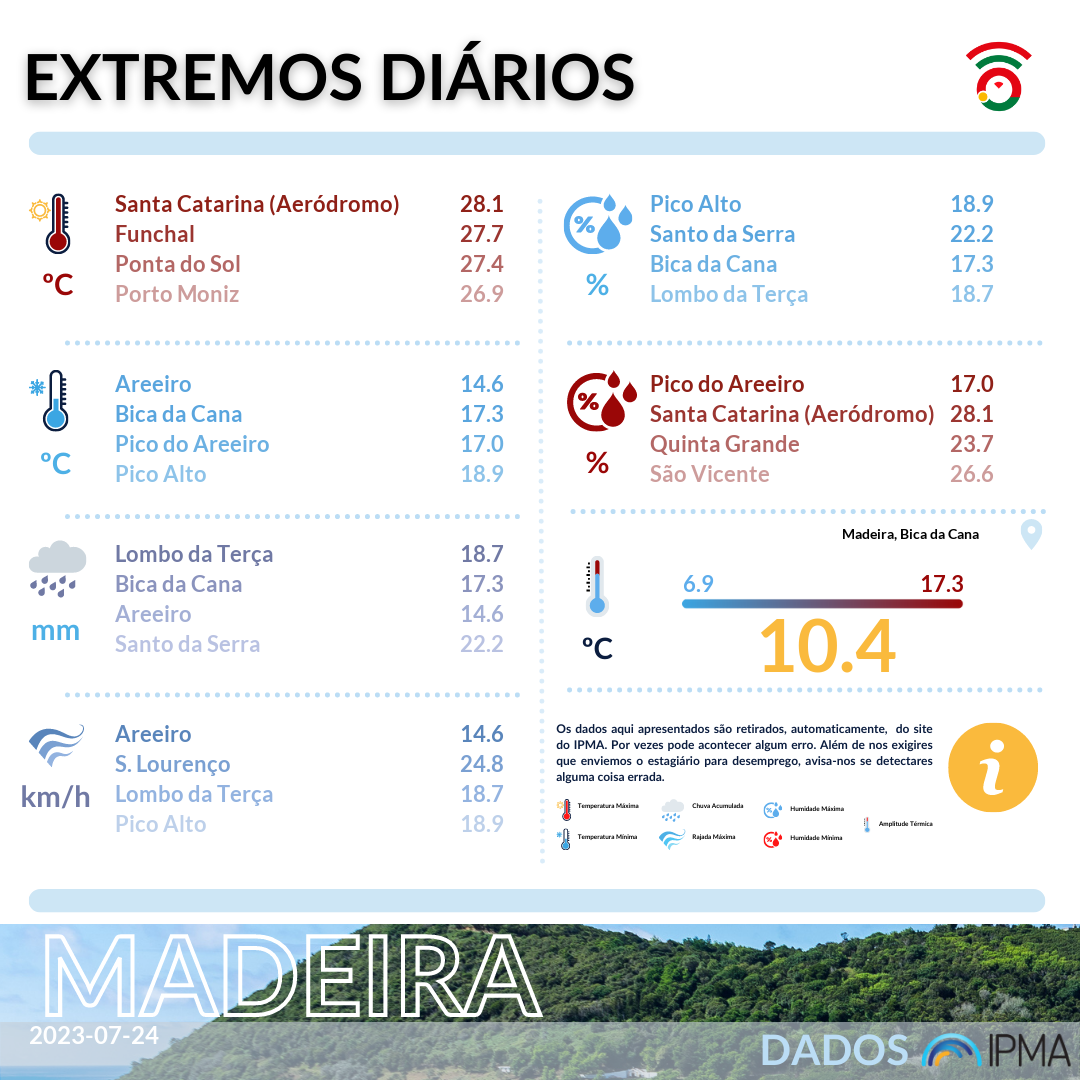 EXTREMOS DIÁRIOS
Santa Catarina (Aeródromo) 28.1
Funchal 27.7
Ponta do Sol 27.4
Porto Moniz 26.9
ºC
Areeiro 14.6
Bica da Cana 17.3
Pico do Areeiro 17.0
Pico Alto 18.9
ºC
Lombo da Terça 18.7
Bica da Cana 17.3
Areeiro 14.6
Santo da Serra 22.2
mm
Areeiro 14.6
S. Lourenço 24.8
Lombo da Terça 18.7
Pico Alto 18.9
km/h
%
Pico Alto 18.9
Santo da Serra 22.2
Bica da Cana 17.3
Lombo da Terça 18.7
%
%
Pico do Areeiro 17.0
Santa Catarina (Aeródromo) 28.1
Quinta Grande 23.7
São Vicente 26.6
%
Madeira, Bica da Cana
6.9 17.3
10.4
ºC
Os dados aqui apresentados são retirados, automaticamente, do site
do IPMA. Por vezes pode acontecer algum erro. Além de nos exigires
que enviemos o estagiário para desemprego, avisa-nos se detectares
alguma coisa errada.
i
Temperatura Máxima Chuva Acumulada % Humidade Máxima
Amplitude Térmica
Temperatura Mínima Rajada Máxima % Humidade Mínima
MADEIRA
2023-07-24
DADOS IPMA